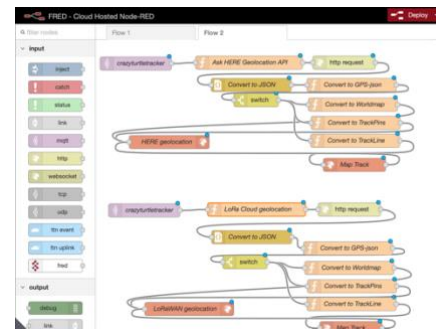 FRED - Cloud Hosted Node-RED
Deploy
filter nodes
Flow 1
Flow 2
input
inject
catch
status
link
mqtt
http
websocket
tcp
udp
ttn event
ttn uplink
fred
output
debug
link
crazyturtletracker
Ask HERE Geolocation API
http request
Convert to JSON
Convert to GPS-json
switch
Convert to Worldmap
Convert to TrackPins
Convert to TrackLine
HERE geolocation
Map Track
crazyturtletracker
LoRa Cloud geolocation
http request
Convert to JSON
Convert to GPS-json
switch
Convert to Worldmap
Convert to TrackPins
Convert to TrackLine
LoRaWAN geolocation
Map Track